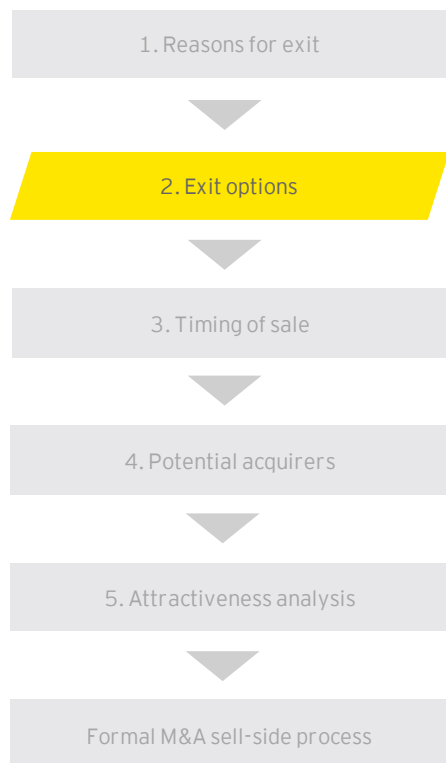 1. Reasons for exit
2. Exit options
3. Timing of sale
4. Potential acquirers
5. Attractiveness analysis
Formal M&A sell-side process